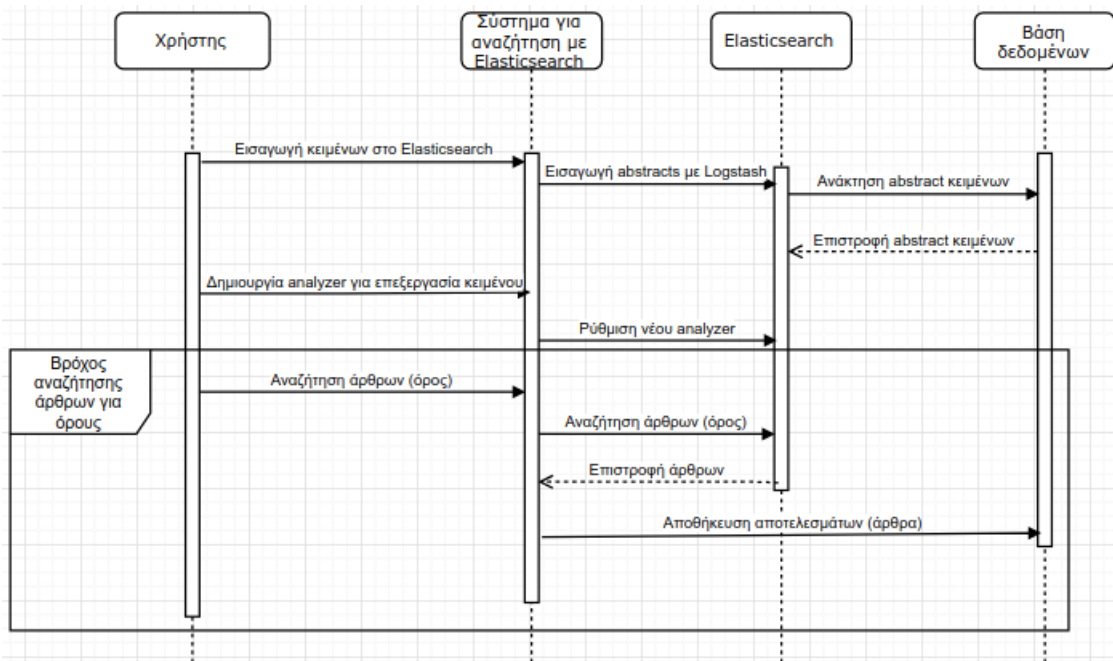 Χρήστης
Σύστημα για
αναζήτηση με
Elasticsearch
Elasticsearch
Βάση
δεδομένων
Εισαγωγή κειμένων στο Elasticsearch
Εισαγωγή abstracts με Logstash
Ανάκτηση abstract κειμένων
Επιστροφή abstract κειμένων
Δημιουργία analyzer για επεξεργασία κειμένου
Ρύθμιση νέου analyzer
Βρόχος
αναζήτησης
άρθρων για
όρους
Αναζήτηση άρθρων (όρος)
Αναζήτηση άρθρων (όρος)
Επιστροφή άρθρων
Αποθήκευση αποτελεσμάτων (άρθρα)